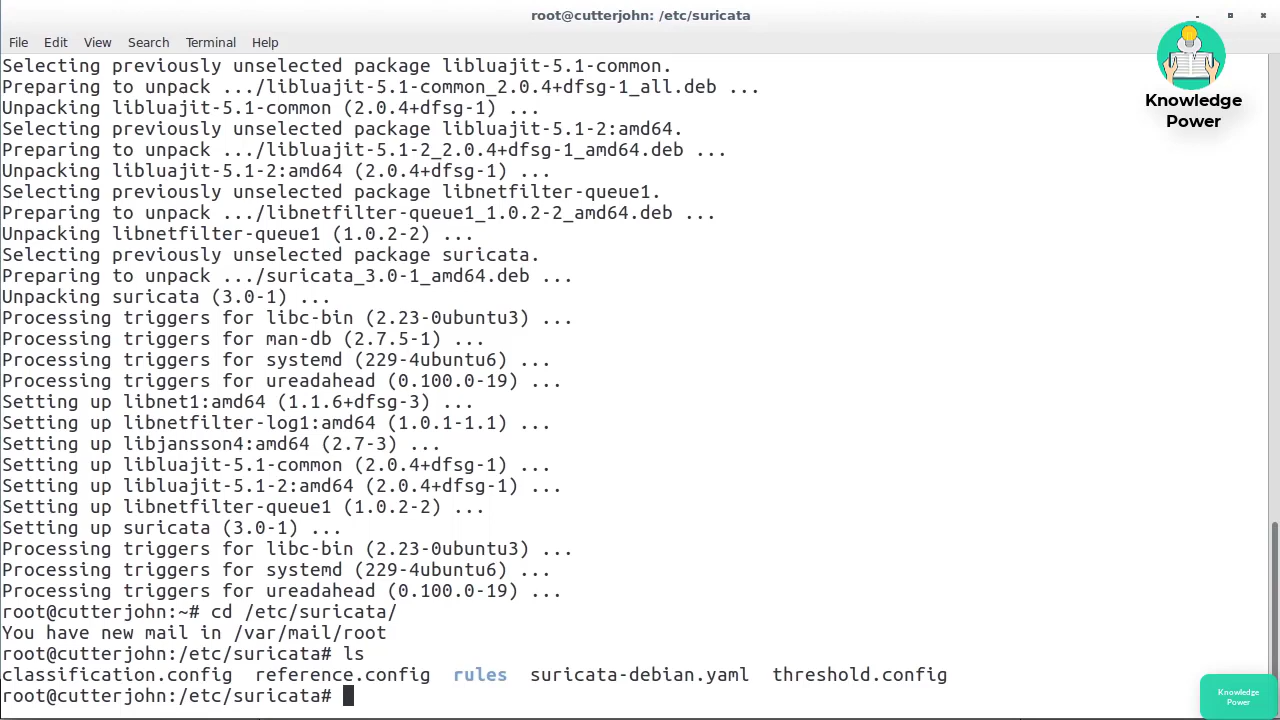 root@cutterjohn: /etc/suricata
File Edit View Search Terminal Help
Selecting previously unselected package libluajit-5.1-common.
Preparing to unpack .../libluajit-5.1-common_2.0.4+dfsg-1_all.deb ...
Unpacking libluajit-5.1-common (2.0.4+dfsg-1) ...
Selecting previously unselected package libluajit-5.1-2:amd64.
Preparing to unpack .../libluajit-5.1-2_2.0.4+dfsg-1_amd64.deb ...
Unpacking libluajit-5.1-2:amd64 (2.0.4+dfsg-1) ...
Selecting previously unselected package libnetfilter-queue1.
Preparing to unpack .../libnetfilter-queue1_1.0.2-2_amd64.deb ...
Unpacking libnetfilter-queue1 (1.0.2-2) ...
Selecting previously unselected package suricata.
Preparing to unpack .../suricata_3.0-1_amd64.deb ...
Unpacking suricata (3.0-1) ...
Processing triggers for libc-bin (2.23-0ubuntu3) ...
Processing triggers for man-db (2.7.5-1) ...
Processing triggers for systemd (229-4ubuntu6) ...
Processing triggers for ureadahead (0.100.0-19) ...
Setting up libnet1:amd64 (1.1.6+dfsg-3) ...
Setting up libnetfilter-log1:amd64 (1.0.1-1.1) ...
Setting up libjansson4:amd64 (2.7-3) ...
Setting up libluajit-5.1-common (2.0.4+dfsg-1) ...
Setting up libluajit-5.1-2:amd64 (2.0.4+dfsg-1) ...
Setting up libnetfilter-queue1 (1.0.2-2) ...
Setting up suricata (3.0-1) ...
Processing triggers for libc-bin (2.23-0ubuntu3) ...
Processing triggers for systemd (229-4ubuntu6) ...
Processing triggers for ureadahead (0.100.0-19) ...
root@cutterjohn:~# cd /etc/suricata/
You have new mail in /var/mail/root
root@cutterjohn:/etc/suricata# ls
classification.config reference.config rules suricata-debian.yaml threshold.config
root@cutterjohn:/etc/suricata#
Knowledge
Power
Knowledge
Power